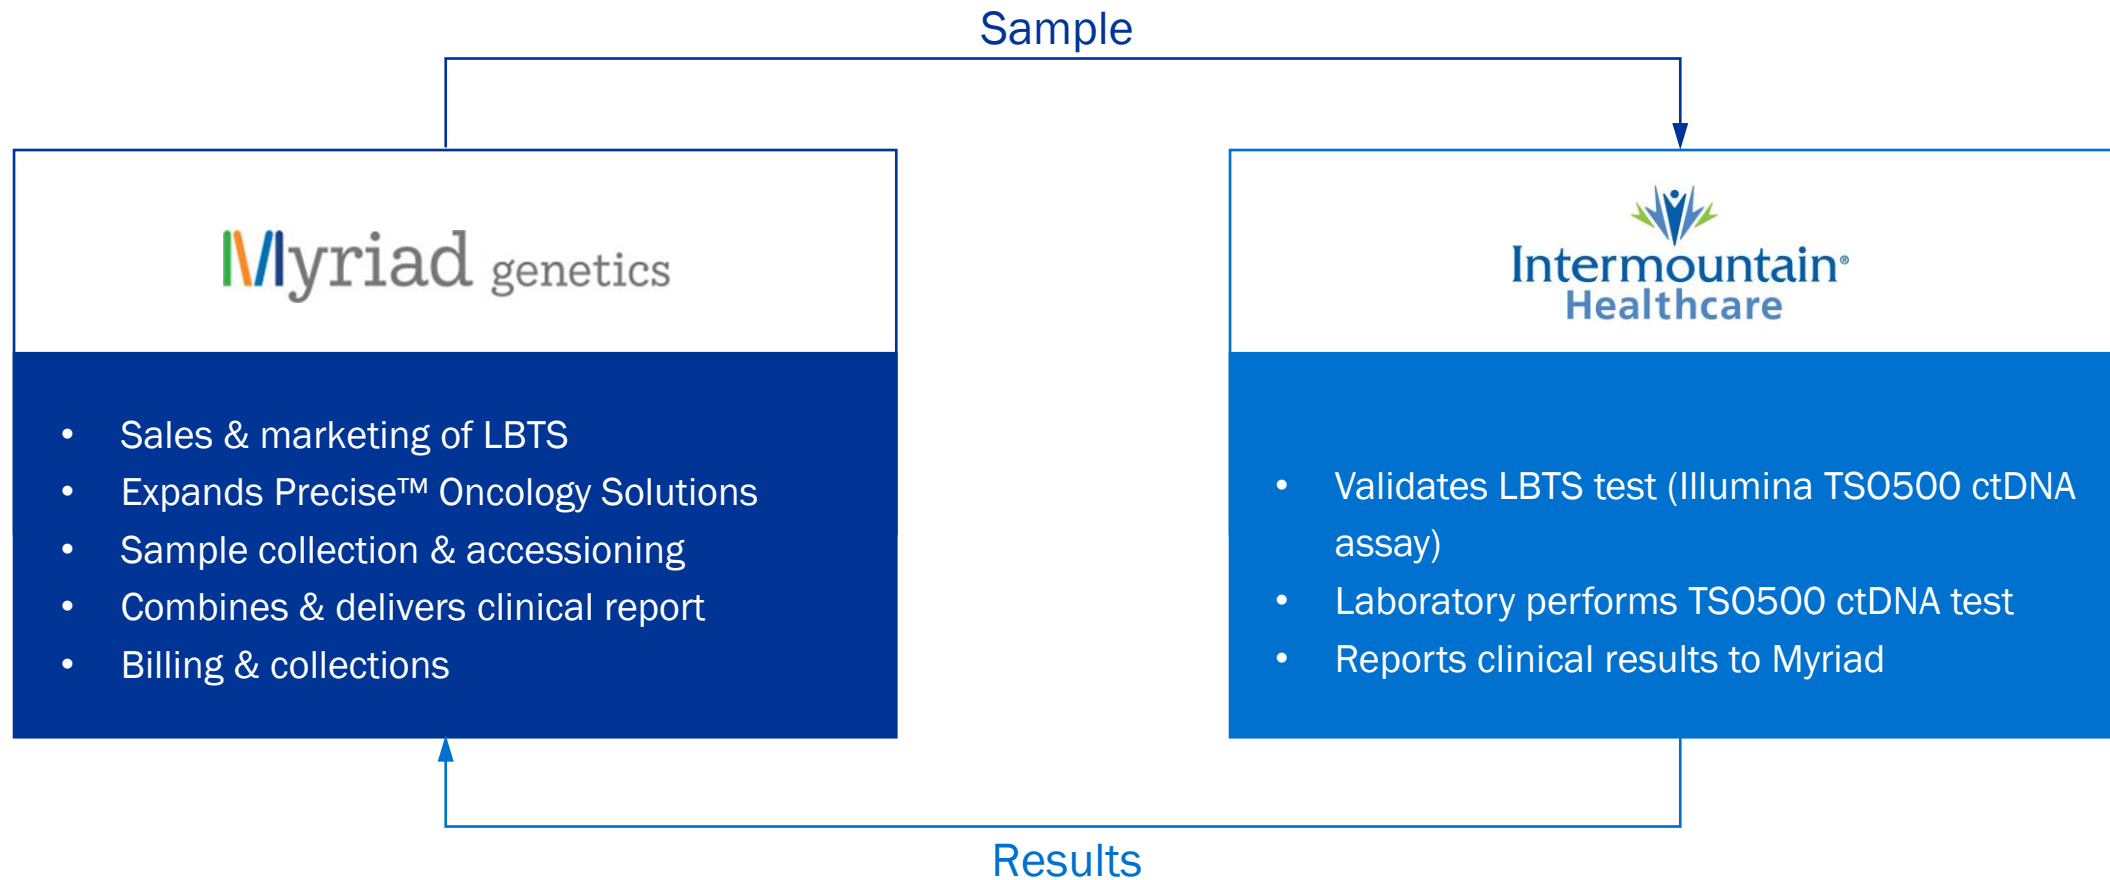 Sample
Myriad genetics
• Sales & marketing of LBTS
• Expands Precise™ Oncology Solutions
• Sample collection & accessioning
• Combines & delivers clinical report
• Billing & collections
Intermountain®
Healthcare
• Validates LBTS test (Illumina TSO500 ctDNA
assay)
• Laboratory performs TSO500 ctDNA test
• Reports clinical results to Myriad
Results